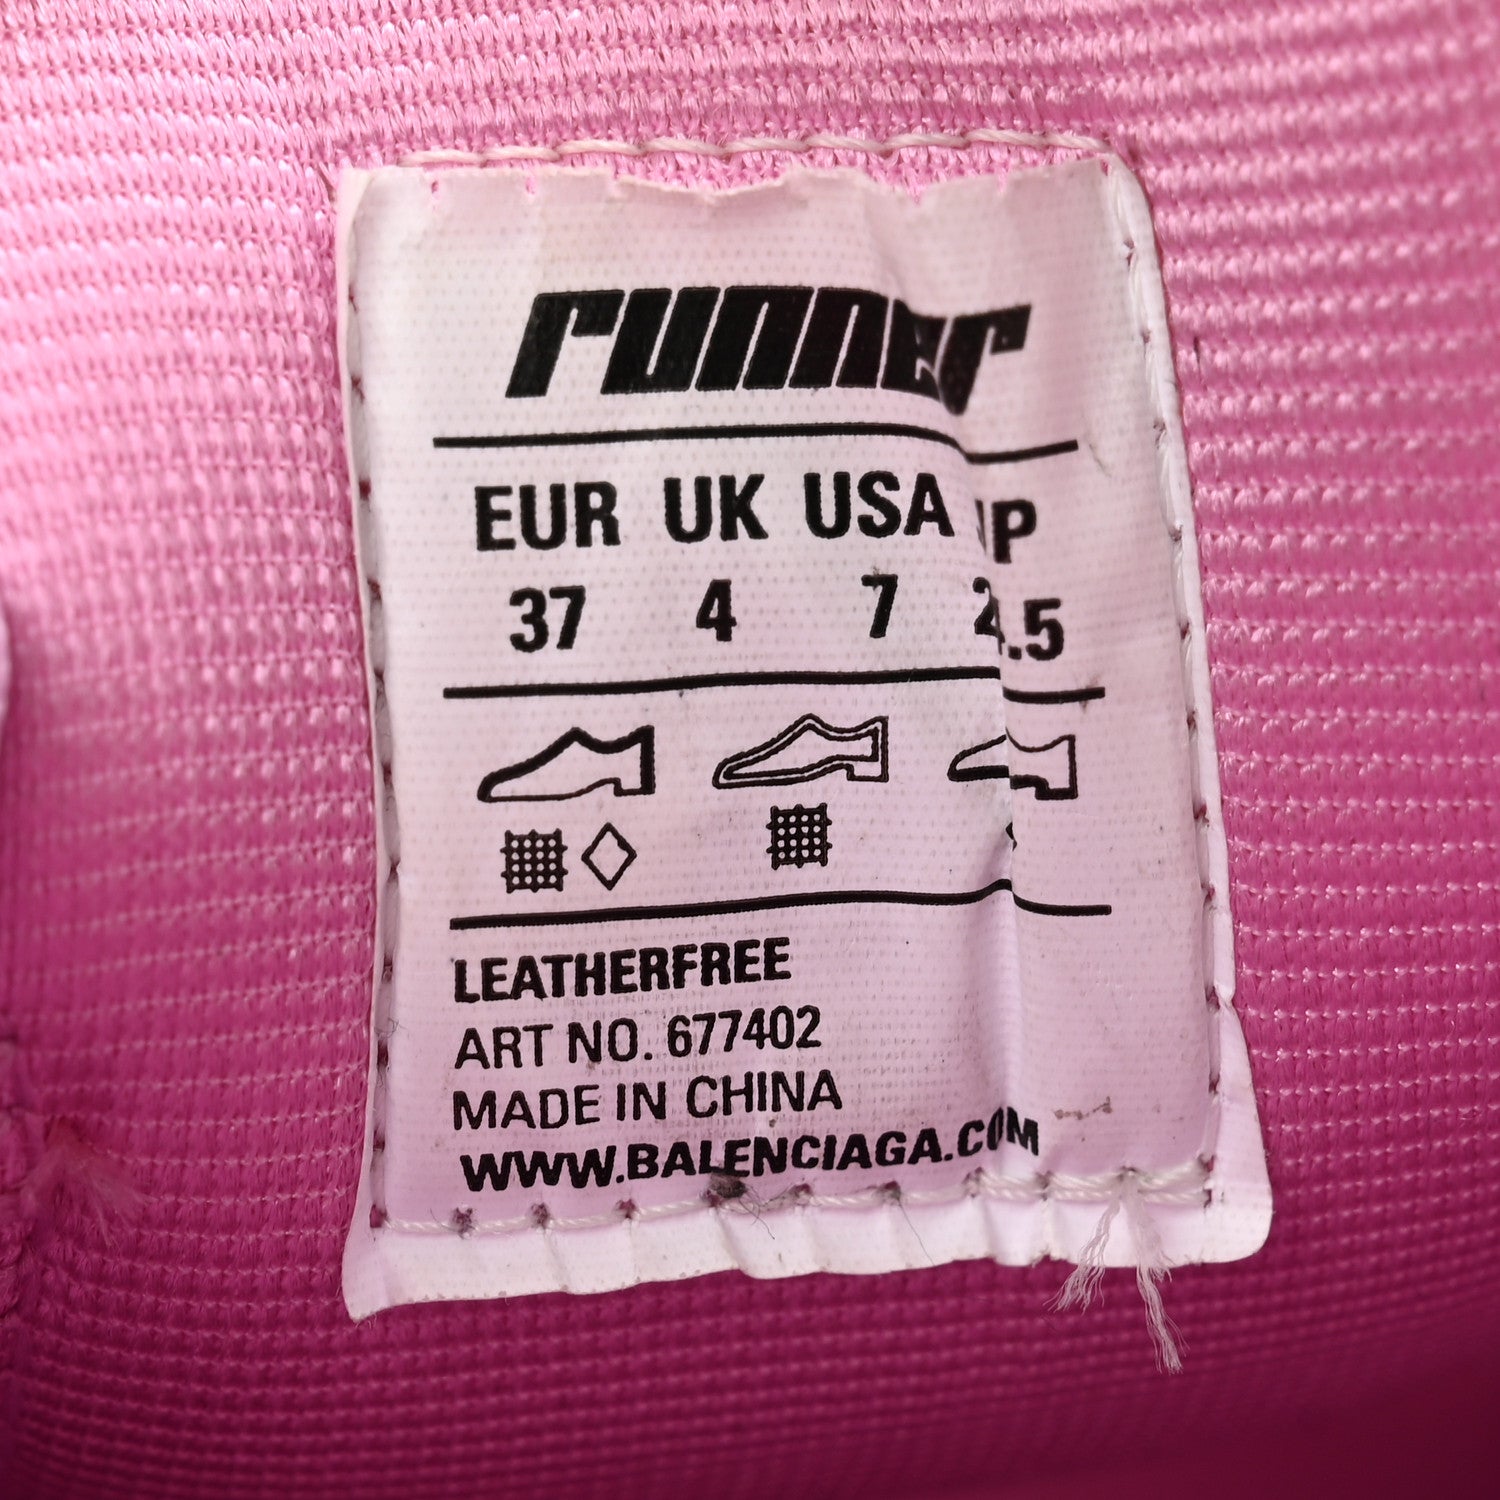 runner
EUR UK USA
37 4 7
LEATHERFREE
ART NO. 677402
MADE IN CHINA
WWW.BALENCIAGA.COM